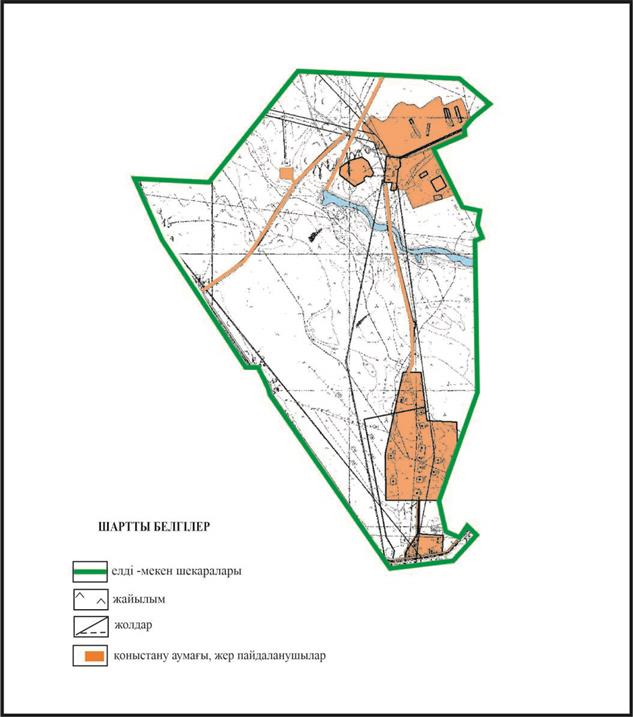 ШАРТТЫ БЕЛГІЛЕР
елді -мекен шекаралары
жайылым
жолдар
қоныстану аумағы, жер пайдаланушылар